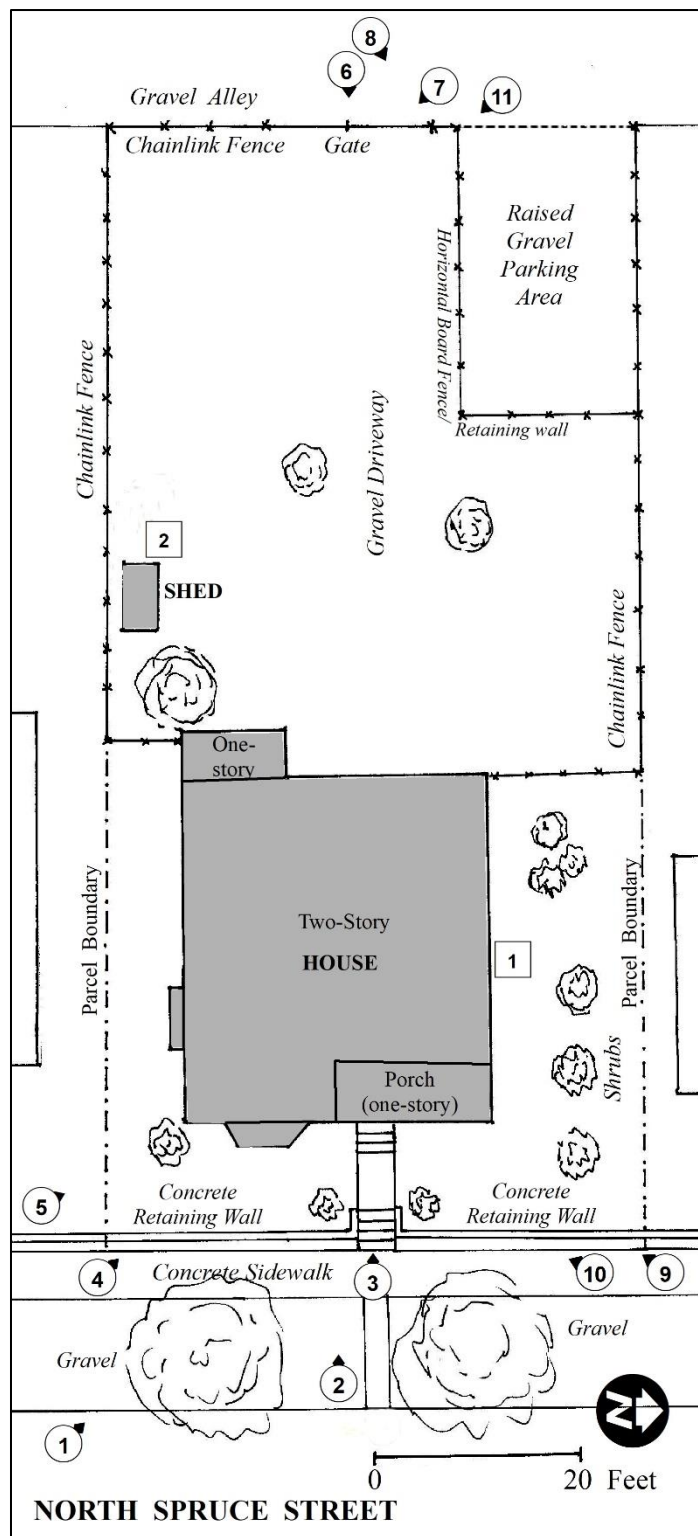 8
6
7
11
Gravel Alley
Chainlink Fence Gate
Raised
Gravel
Parking
Area
Horizontal Board Fence/
Retaining wall
Chainlink Fence
Gravel Driveway
2
SHED
Chainlink Fence
One-
story
Parcel Boundary
Two-Story
HOUSE
1
Parcel Boundary
Shrubs
Porch
(one-story)
5
Concrete
Retaining Wall
Concrete
Retaining Wall
4
Concrete Sidewalk
3
10
9
Gravel
Gravel
2
1
N
0 20 Feet
NORTH SPRUCE STREET